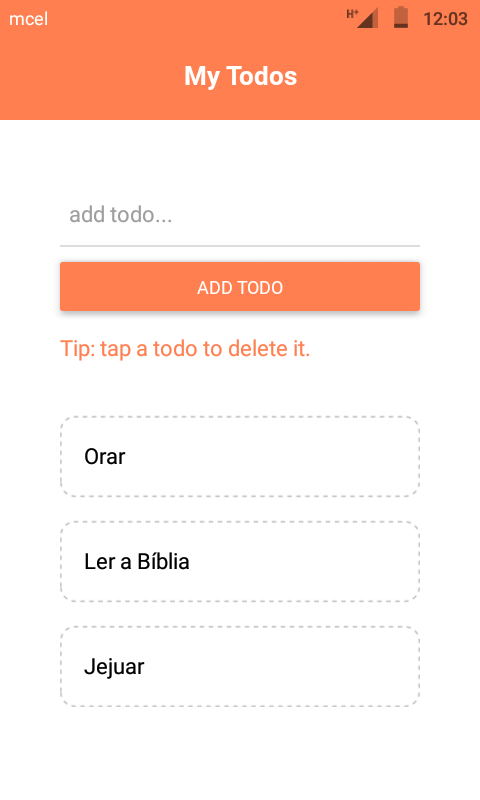 mcel H+ 12:03
My Todos
add todo...
ADD TODO
Tip: tap a todo to delete it.
Orar
Ler a Bíblia
Jejuar